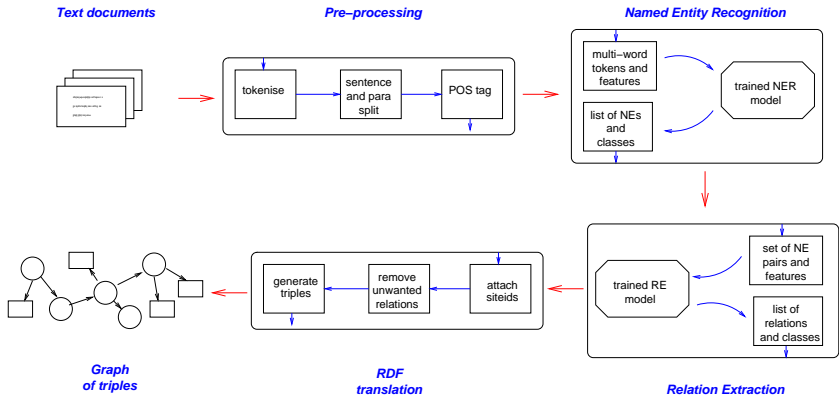 Text documents
Pre-processing
Named Entity Recognition
tokenise
sentence
and para
split
POS tag
multi-word
tokens and
features
trained NER
model
list of NEs
and
classes
set of NE
pairs and
features
trained RE
model
list of
relations
and classes
attach
siteids
remove
unwanted
relations
generate
triples
Graph
of triples
RDF
translation
Relation Extraction